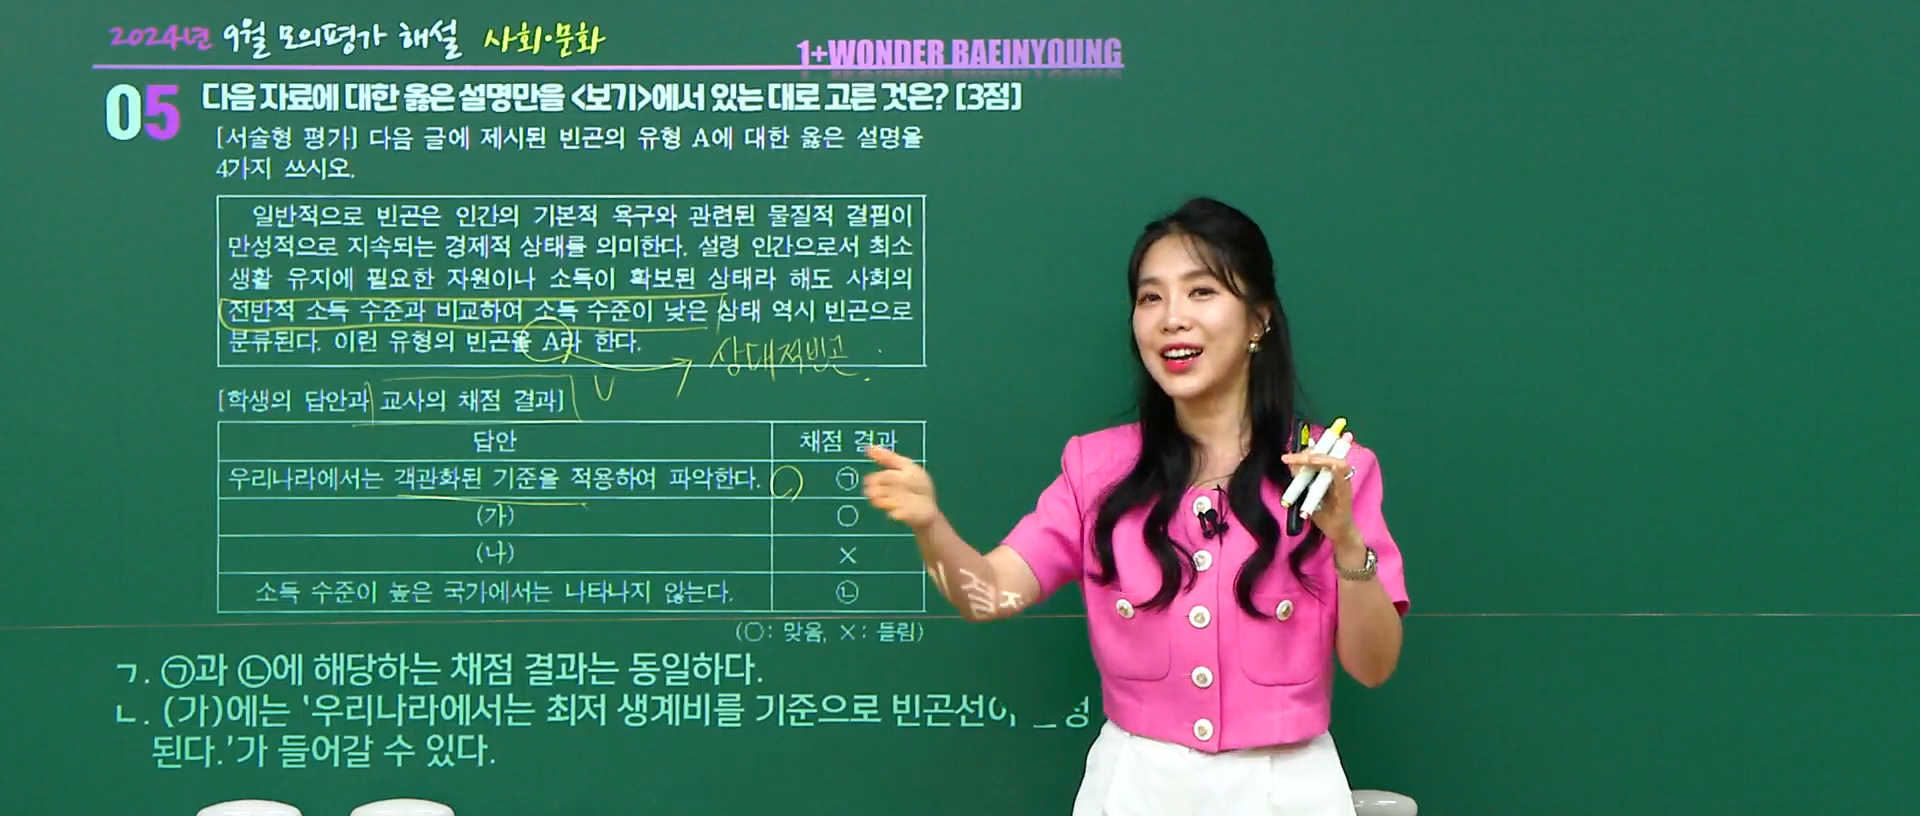 2024년 9월 모의평가 해설 사회·문화
1+WONDER BAEINYOUNG
05 다음 자료에 대한 옳은 설명만을 <보기>에서 있는 대로 고른 것은? [3점]
[서술형 평가] 다음 글에 제시된 빈곤의 유형 A에 대한 옳은 설명을
4가지 쓰시오.
일반적으로 빈곤은 인간의 기본적 욕구와 관련된 물질적 결핍이
만성적으로 지속되는 경제적 상태를 의미한다. 설령 인간으로서 최소
생활 유지에 필요한 자원이나 소득이 확보된 상태라 해도 사회의
전반적 소득 수준과 비교하여 소득 수준이 낮은 상태 역시 빈곤으로
분류된다. 이런 유형의 빈곤을 A라 한다.
상대적빈곤.
[학생의 답안과 교사의 채점 결과]
답안 채점 결과
우리나라에서는 객관화된 기준을 적용하여 파악한다. ㉠
(가) ○
(나) ×
소득 수준이 높은 국가에서는 나타나지 않는다. ㉡
(○: 맞음, ×: 틀림)
ㄱ. ㉠과 ㉡에 해당하는 채점 결과는 동일하다.
ㄴ. (가)에는 '우리나라에서는 최저 생계비를 기준으로 빈곤선이
된다.'가 들어갈 수 있다.